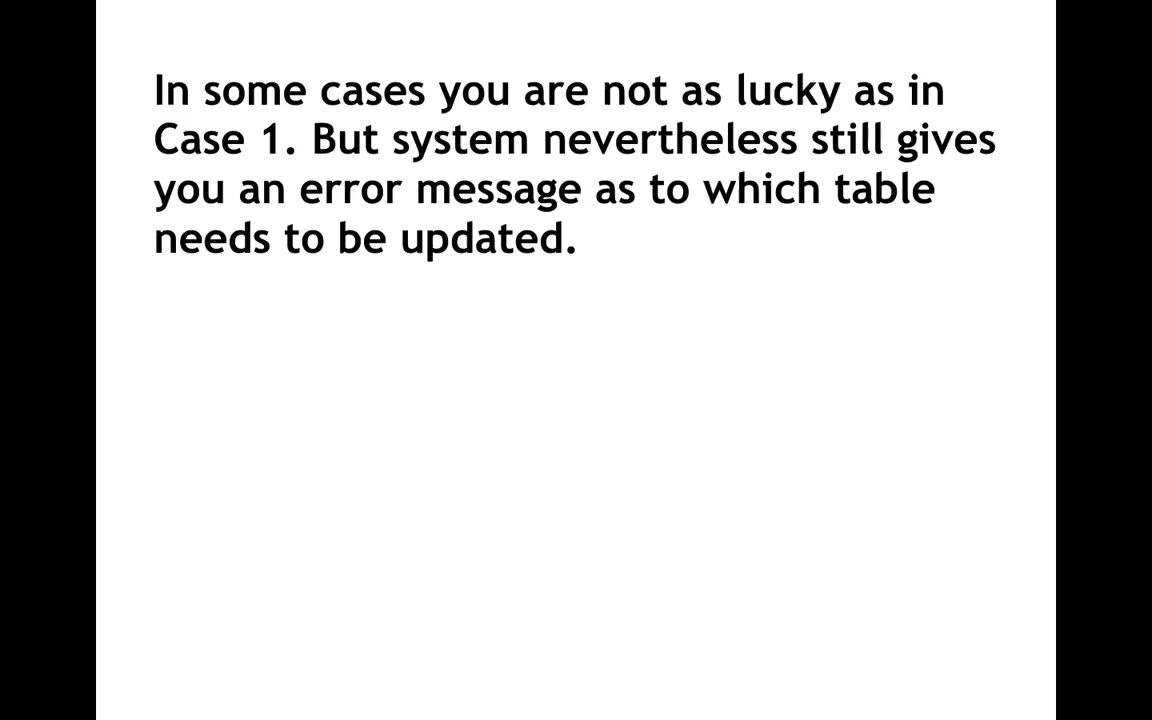 In some cases you are not as lucky as in
Case 1. But system nevertheless still gives
you an error message as to which table
needs to be updated.